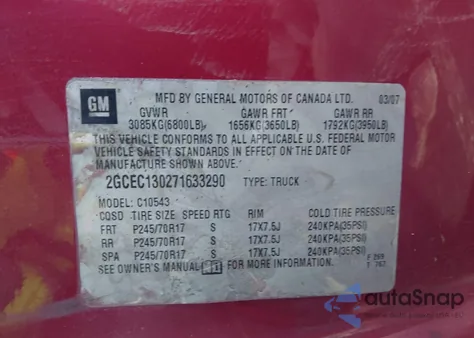 GM
MFD BY GENERAL MOTORS OF CANADA LTD. 03/07
GVWR GAWR FRT GAWR RR
3085KG(6800LB) 1656KG(3650LB) 1792KG(3950LB)
THIS VEHICLE CONFORMS TO ALL APPLICABLE U.S. FEDERAL MOTOR
VEHICLE SAFETY STANDARDS IN EFFECT ON THE DATE OF
MANUFACTURE SHOWN ABOVE.
2GCEC130271633290 TYPE: TRUCK
MODEL: C10543
CQSD TIRE SIZE SPEED RTG RIM COLD TIRE PRESSURE
FRT P245/70R17 S 17X7.5J 240KPA(35PSI)
RR P245/70R17 S 17X7.5J 240KPA(35PSI)
SPA P245/70R17 S 17X7.5J 240KPA(35PSI)
SEE OWNER'S MANUAL FOR MORE INFORMATION.
autoSnap